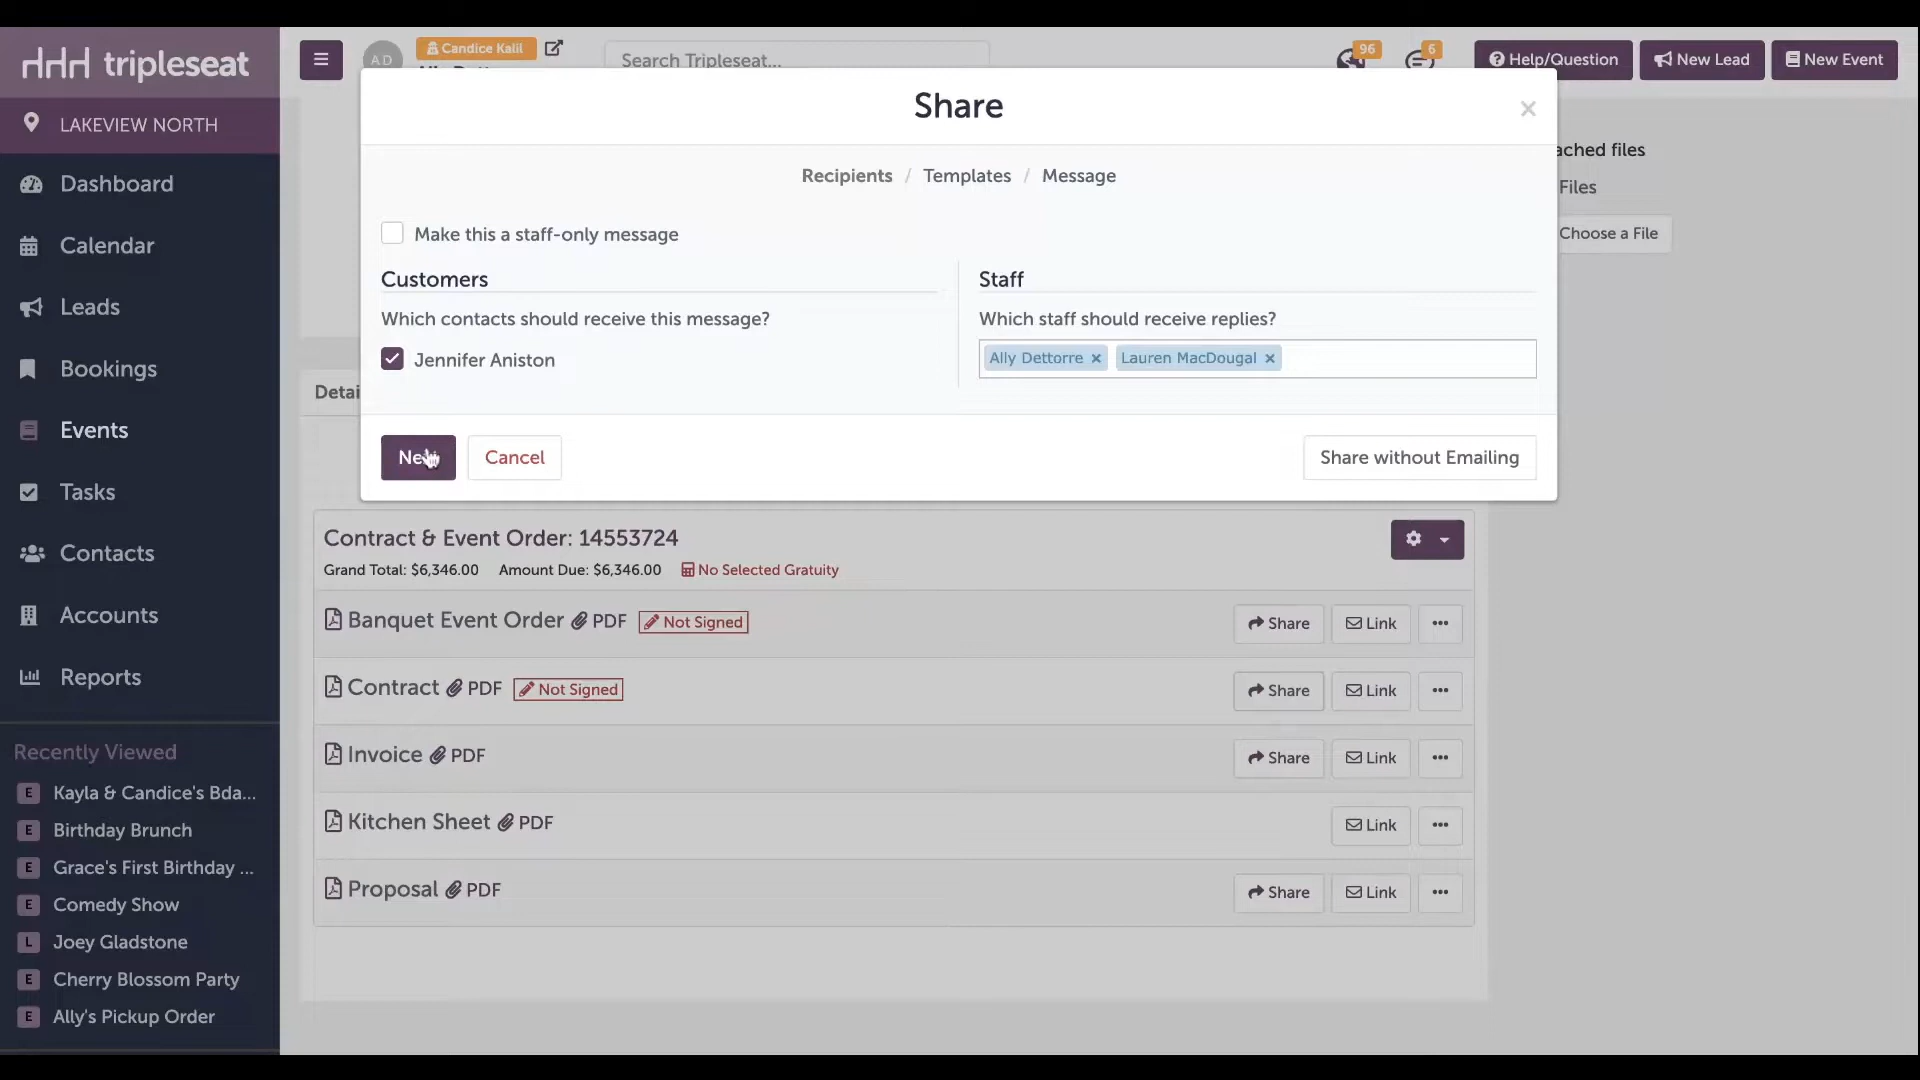 tripleseat
LAKEVIEW NORTH
Dashboard
Calendar
Leads
Bookings
Events
Tasks
Contacts
Accounts
Reports
Recently Viewed
E Kayla & Candice's Bda...
E Birthday Brunch
E Grace's First Birthday ...
E Comedy Show
L Joey Gladstone
E Cherry Blossom Party
E Ally's Pickup Order
AD
Candice Kalil
Search Tripleseat...
96
6
Help/Question
New Lead
New Event
Share
×
Recipients / Templates / Message
Make this a staff-only message
Customers
Which contacts should receive this message?
Jennifer Aniston
Staff
Which staff should receive replies?
Ally Dettorre × Lauren MacDougal ×
Cancel
Share without Emailing
Files
Choose a File
Contract & Event Order: 14553724
Grand Total: $6,346.00 Amount Due: $6,346.00 No Selected Gratuity
Banquet Event Order PDF Not Signed Share Link
Contract PDF Not Signed Share Link
Invoice PDF Share Link
Kitchen Sheet PDF Link
Proposal PDF Share Link